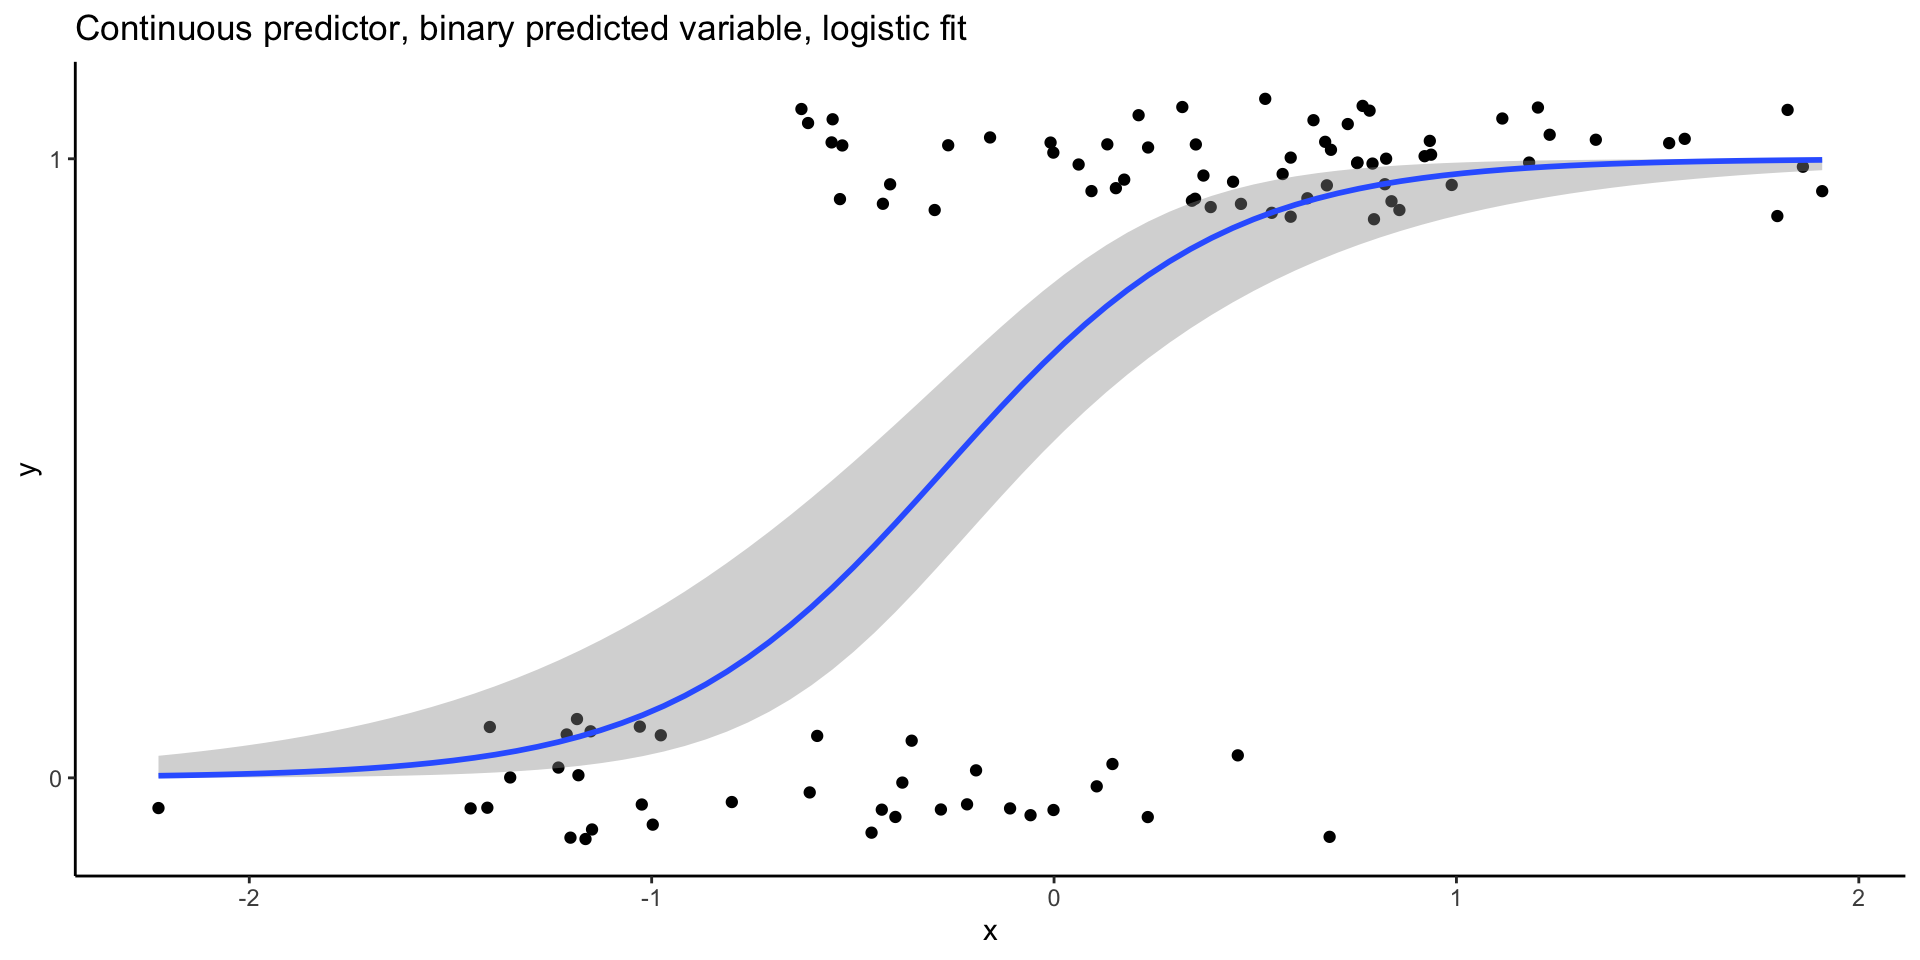 Continuous predictor, binary predicted variable, logistic fit
1
y
0
-2 -1 0 1 2
x